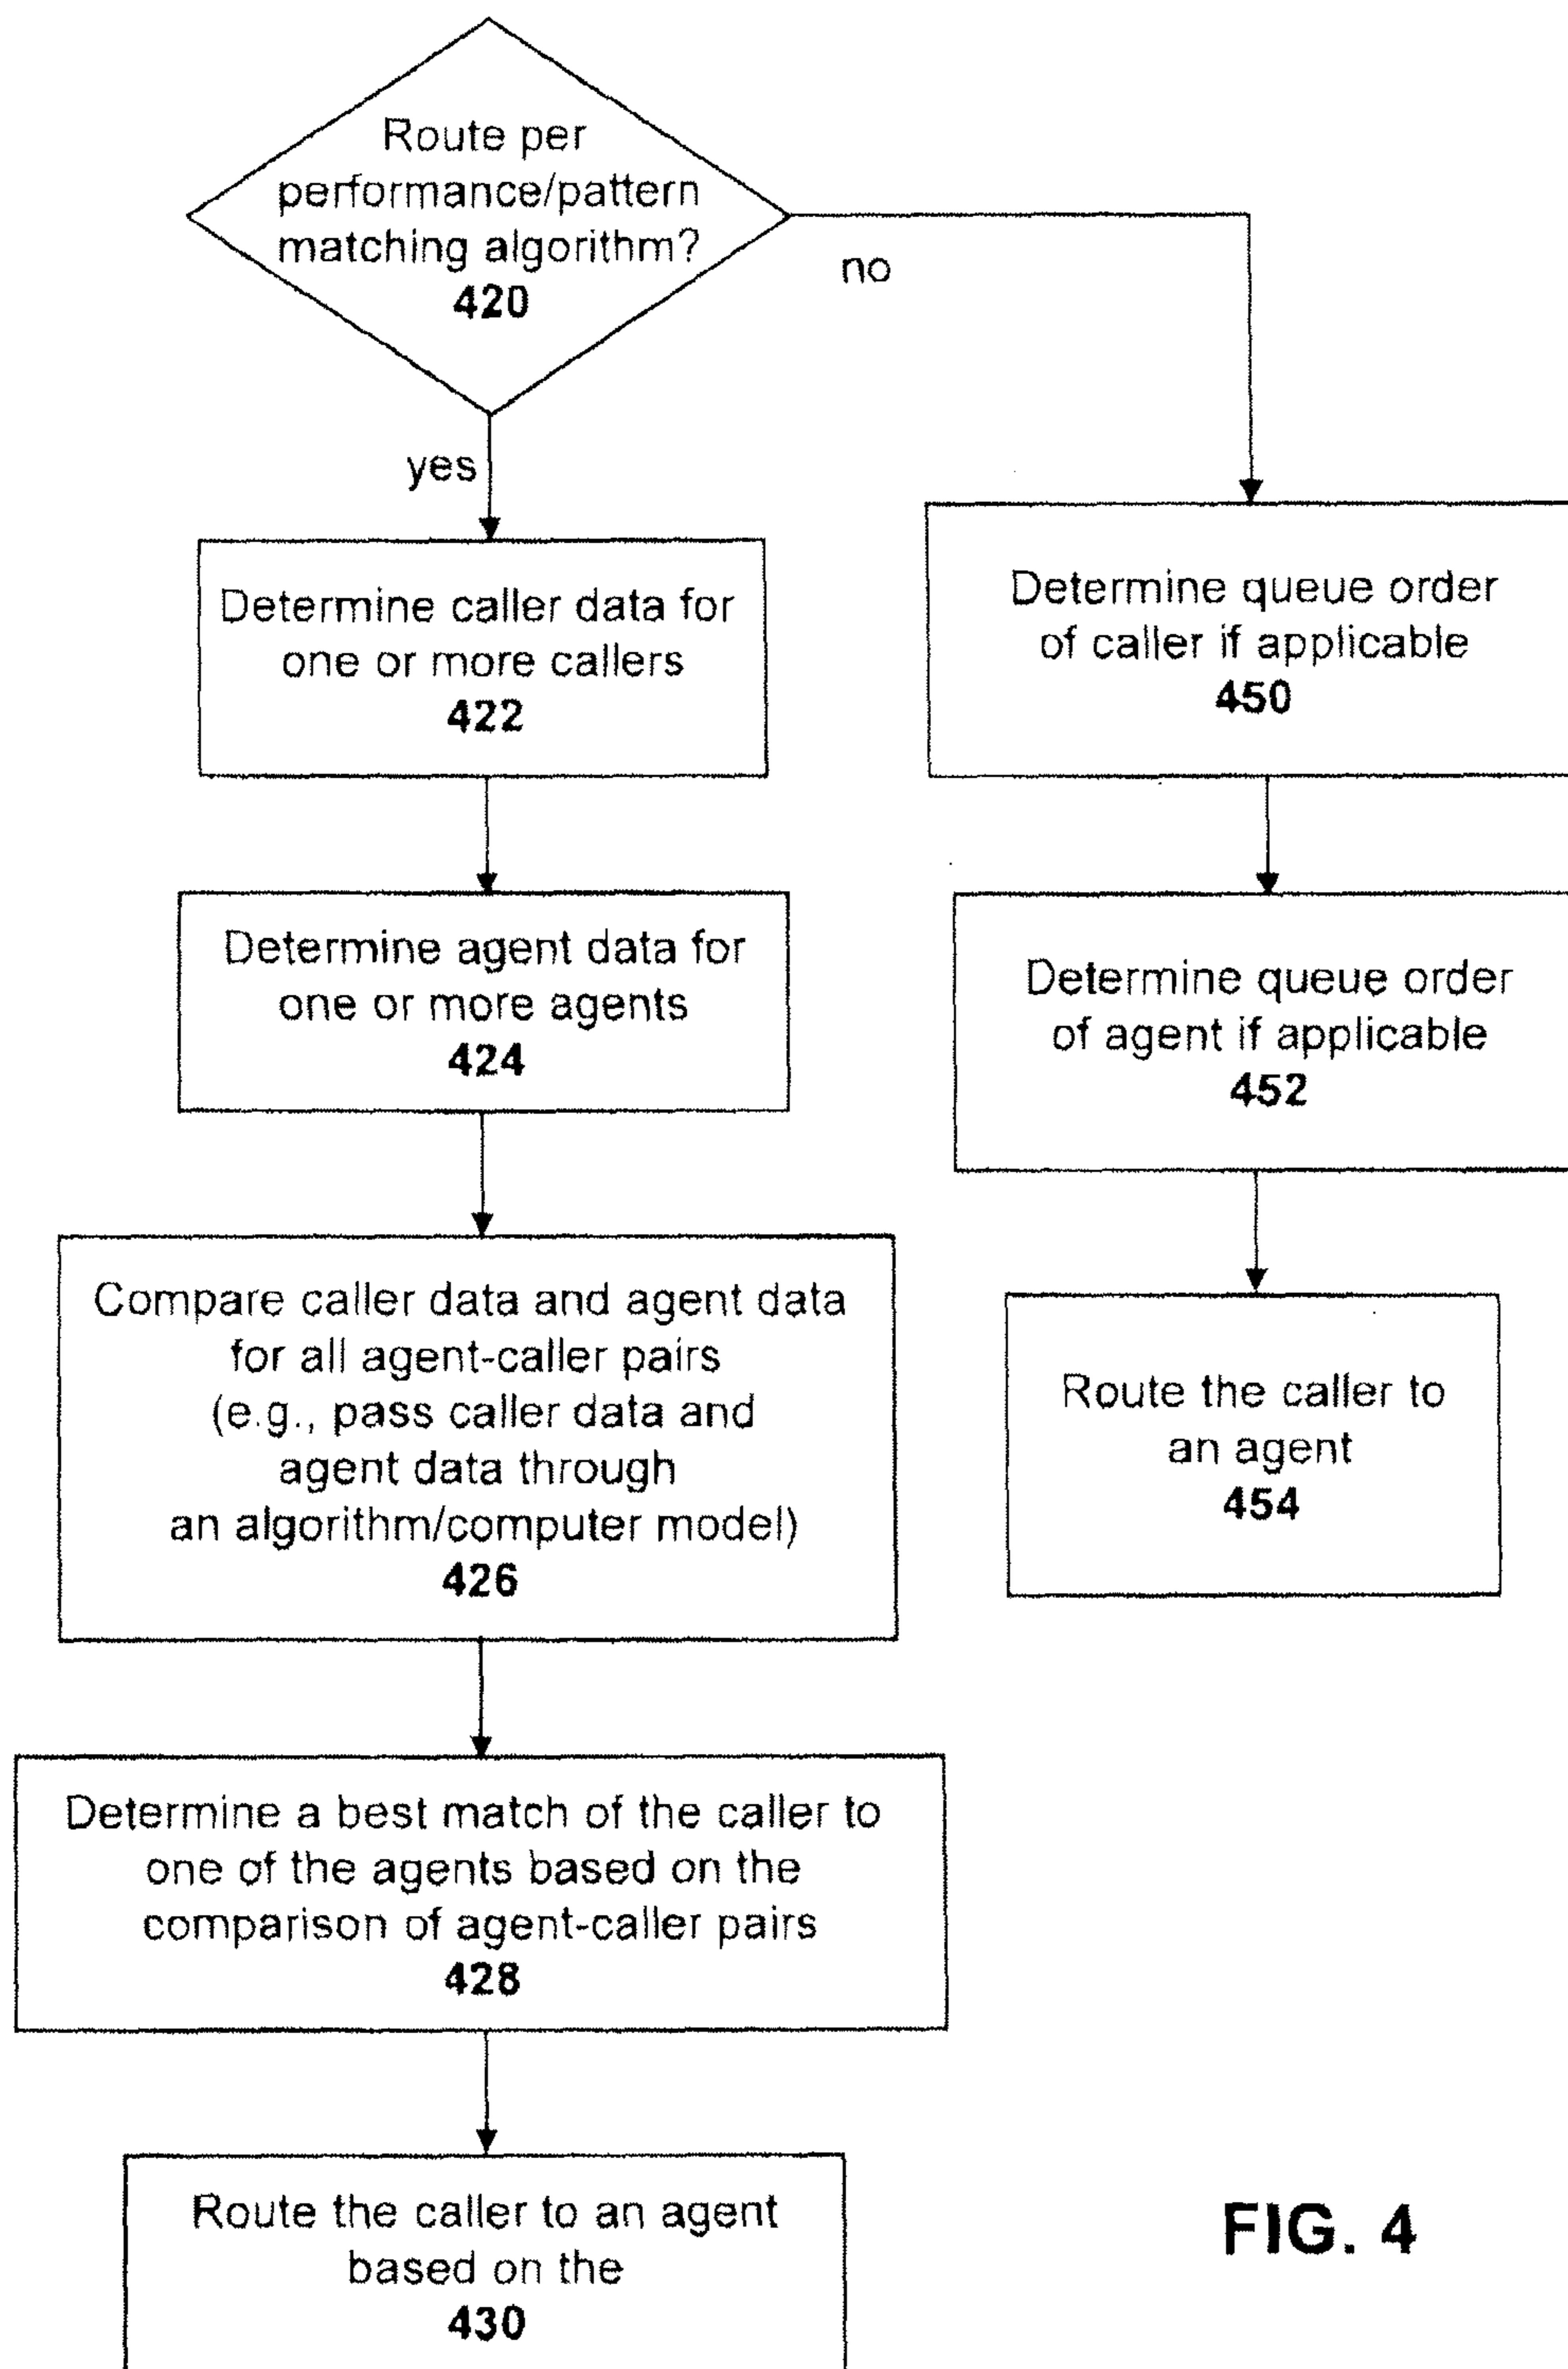 Route per
performance/pattern
matching algorithm?
420
no
yes
Determine caller data for
one or more callers
422
Determine queue order
of caller if applicable
450
Determine agent data for
one or more agents
424
Determine queue order
of agent if applicable
452
Compare caller data and agent data
for all agent-caller pairs
(e.g., pass caller data and
agent data through
an algorithm/computer model)
426
Route the caller to
an agent
454
Determine a best match of the caller to
one of the agents based on the
comparison of agent-caller pairs
428
Route the caller to an agent
based on the
430
FIG. 4